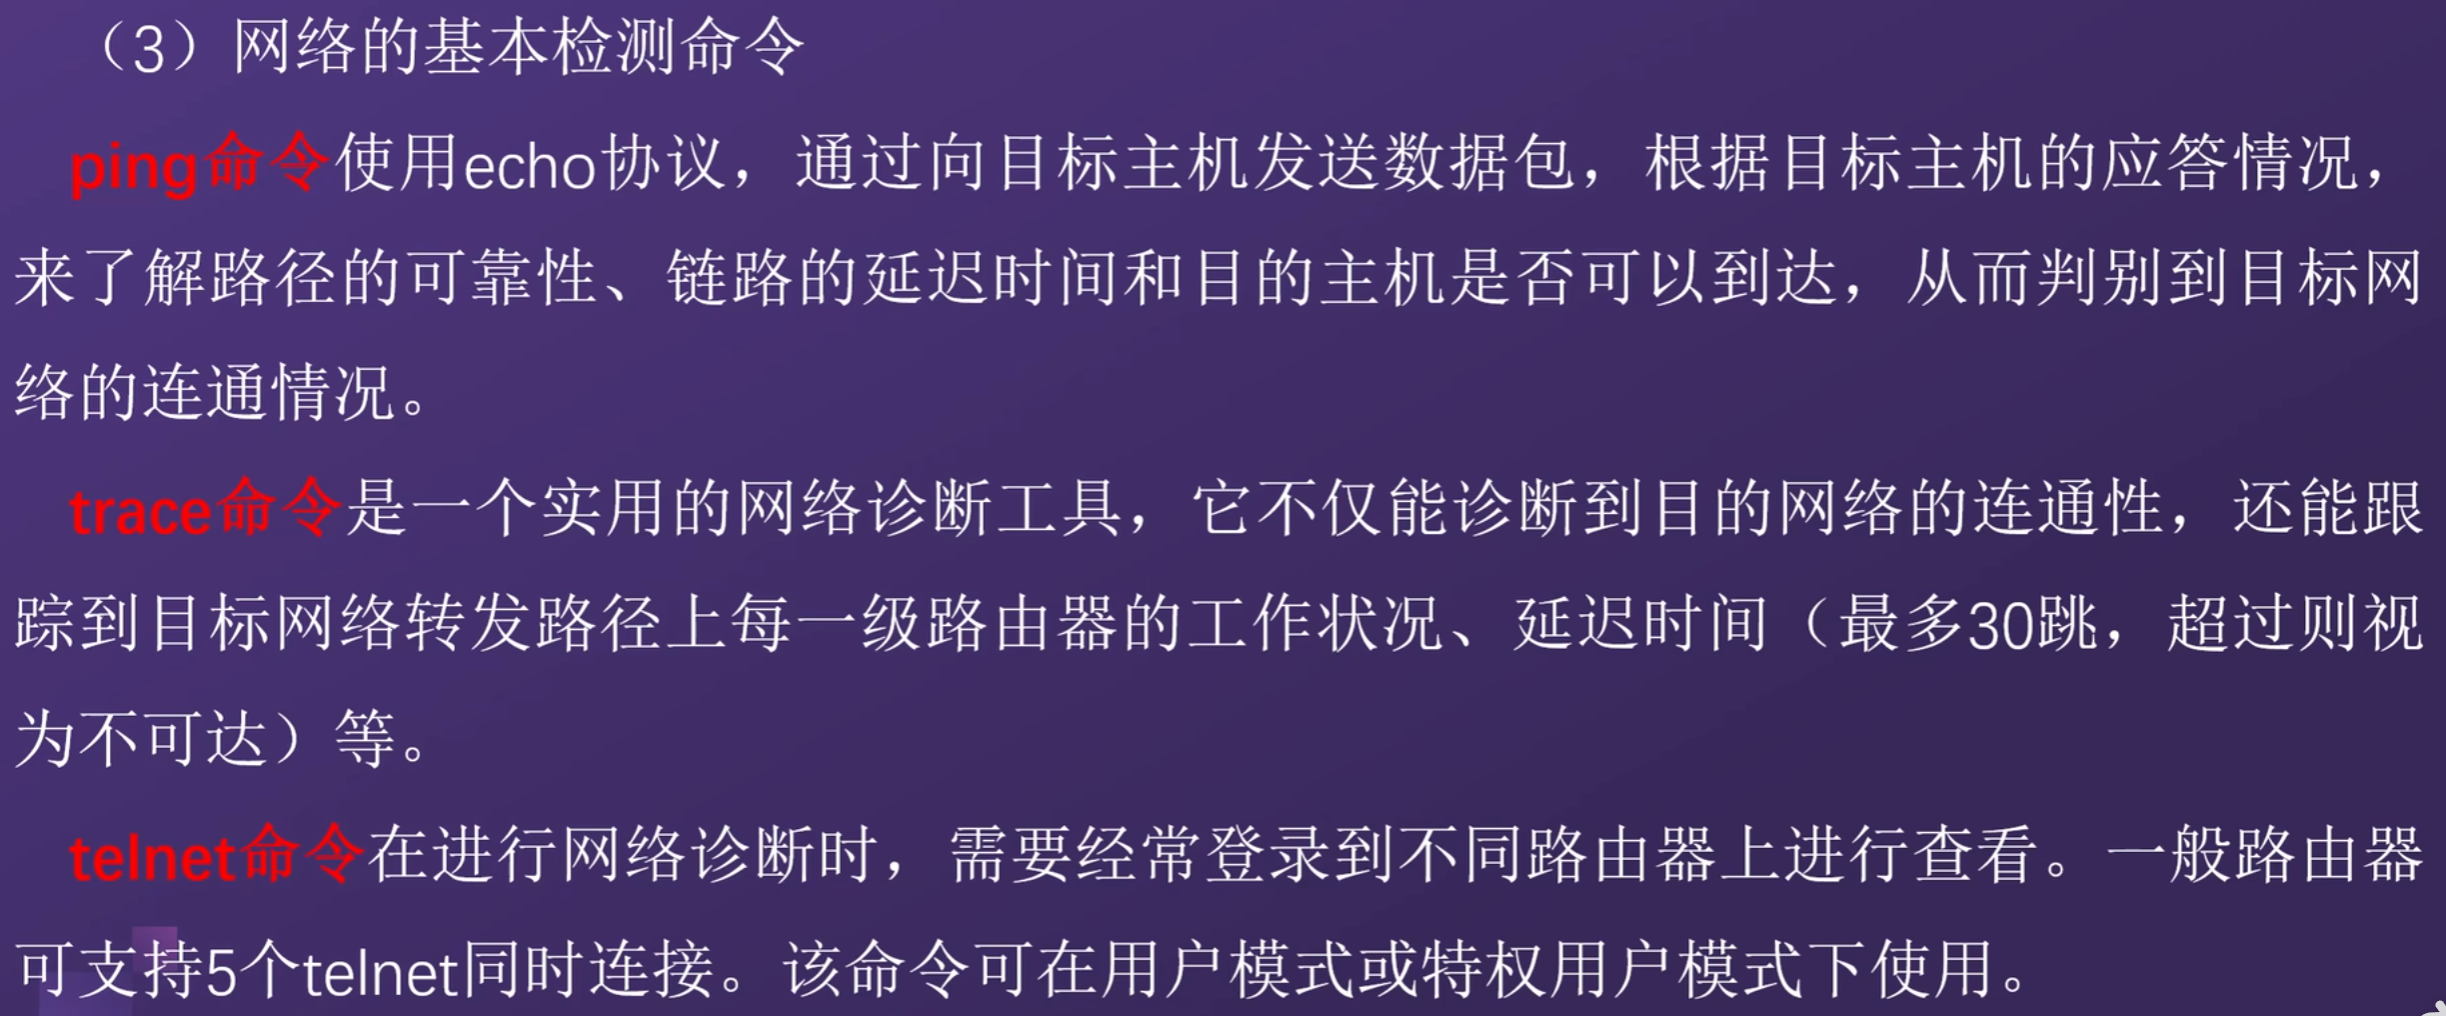 （3）网络的基本检测命令
ping命令使用echo协议，通过向目标主机发送数据包，根据目标主机的应答情况，
来了解路径的可靠性、链路的延迟时间和目的主机是否可以到达，从而判别到目标网
络的连通情况。
trace命令是一个实用的网络诊断工具，它不仅能诊断到目的网络的连通性，还能跟
踪到目标网络转发路径上每一级路由器的工作状况、延迟时间（最多30跳，超过则视
为不可达）等。
telnet命令在进行网络诊断时，需要经常登录到不同路由器上进行查看。一般路由器
可支持5个telnet同时连接。该命令可在用户模式或特权用户模式下使用。